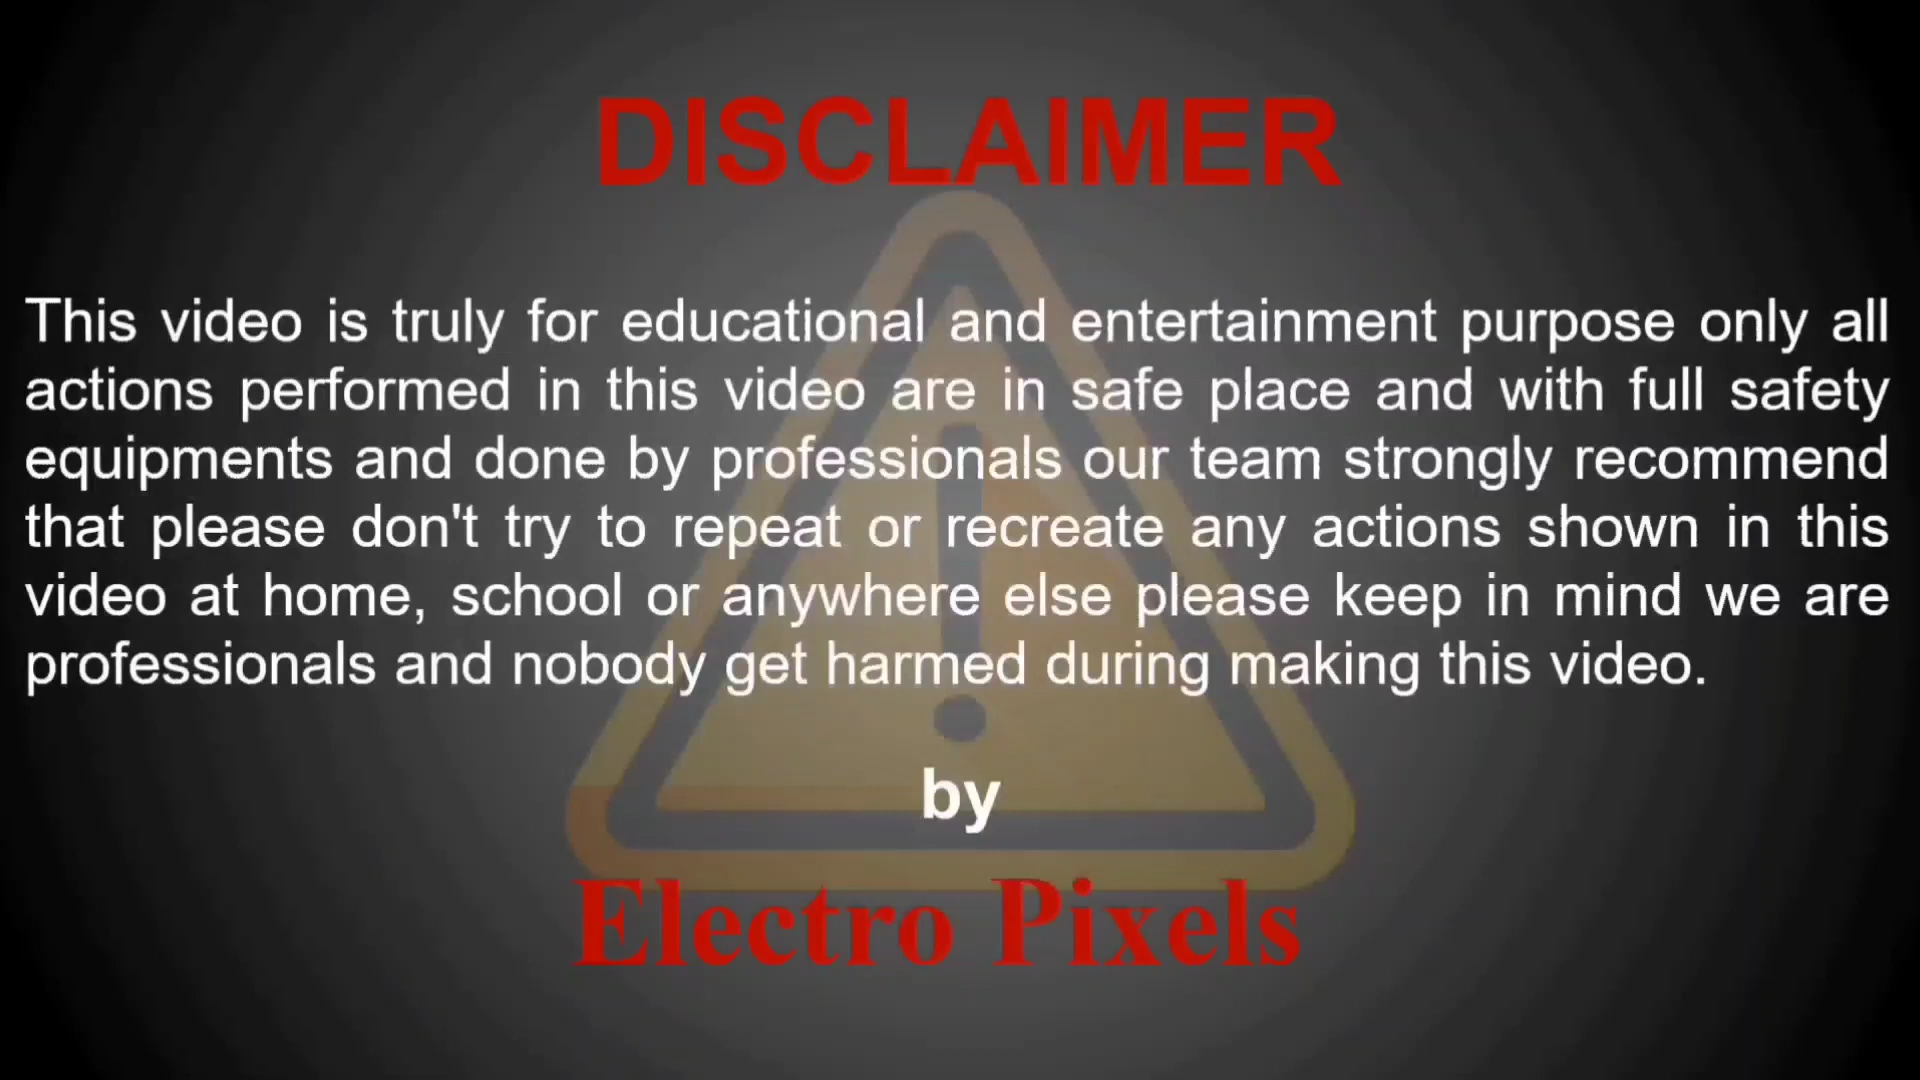 DISCLAIMER
This video is truly for educational and entertainment purpose only all
actions performed in this video are in safe place and with full safety
equipments and done by professionals our team strongly recommend
that please don't try to repeat or recreate any actions shown in this
video at home, school or anywhere else please keep in mind we are
professionals and nobody get harmed during making this video.
by
Electro Pixels